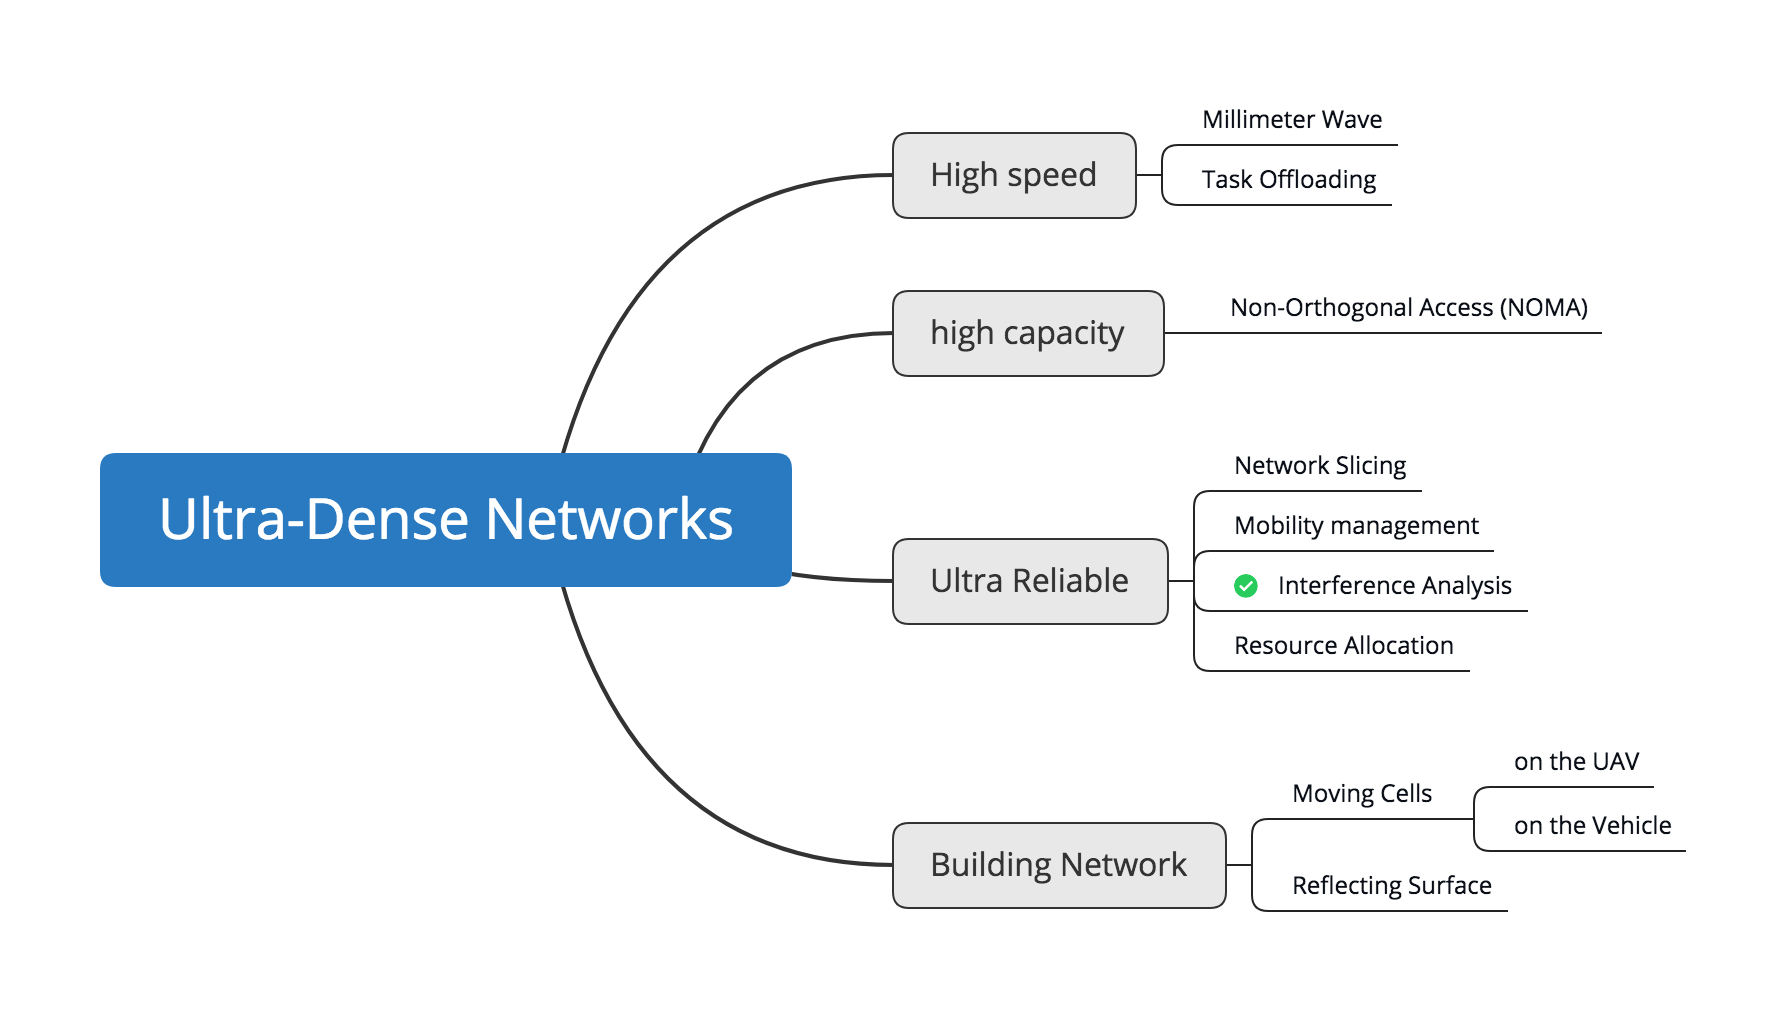 Ultra-Dense Networks
High speed
Millimeter Wave
Task Offloading
high capacity
Non-Orthogonal Access (NOMA)
Ultra Reliable
Network Slicing
Mobility management
Interference Analysis
Resource Allocation
Building Network
Moving Cells
on the UAV
on the Vehicle
Reflecting Surface